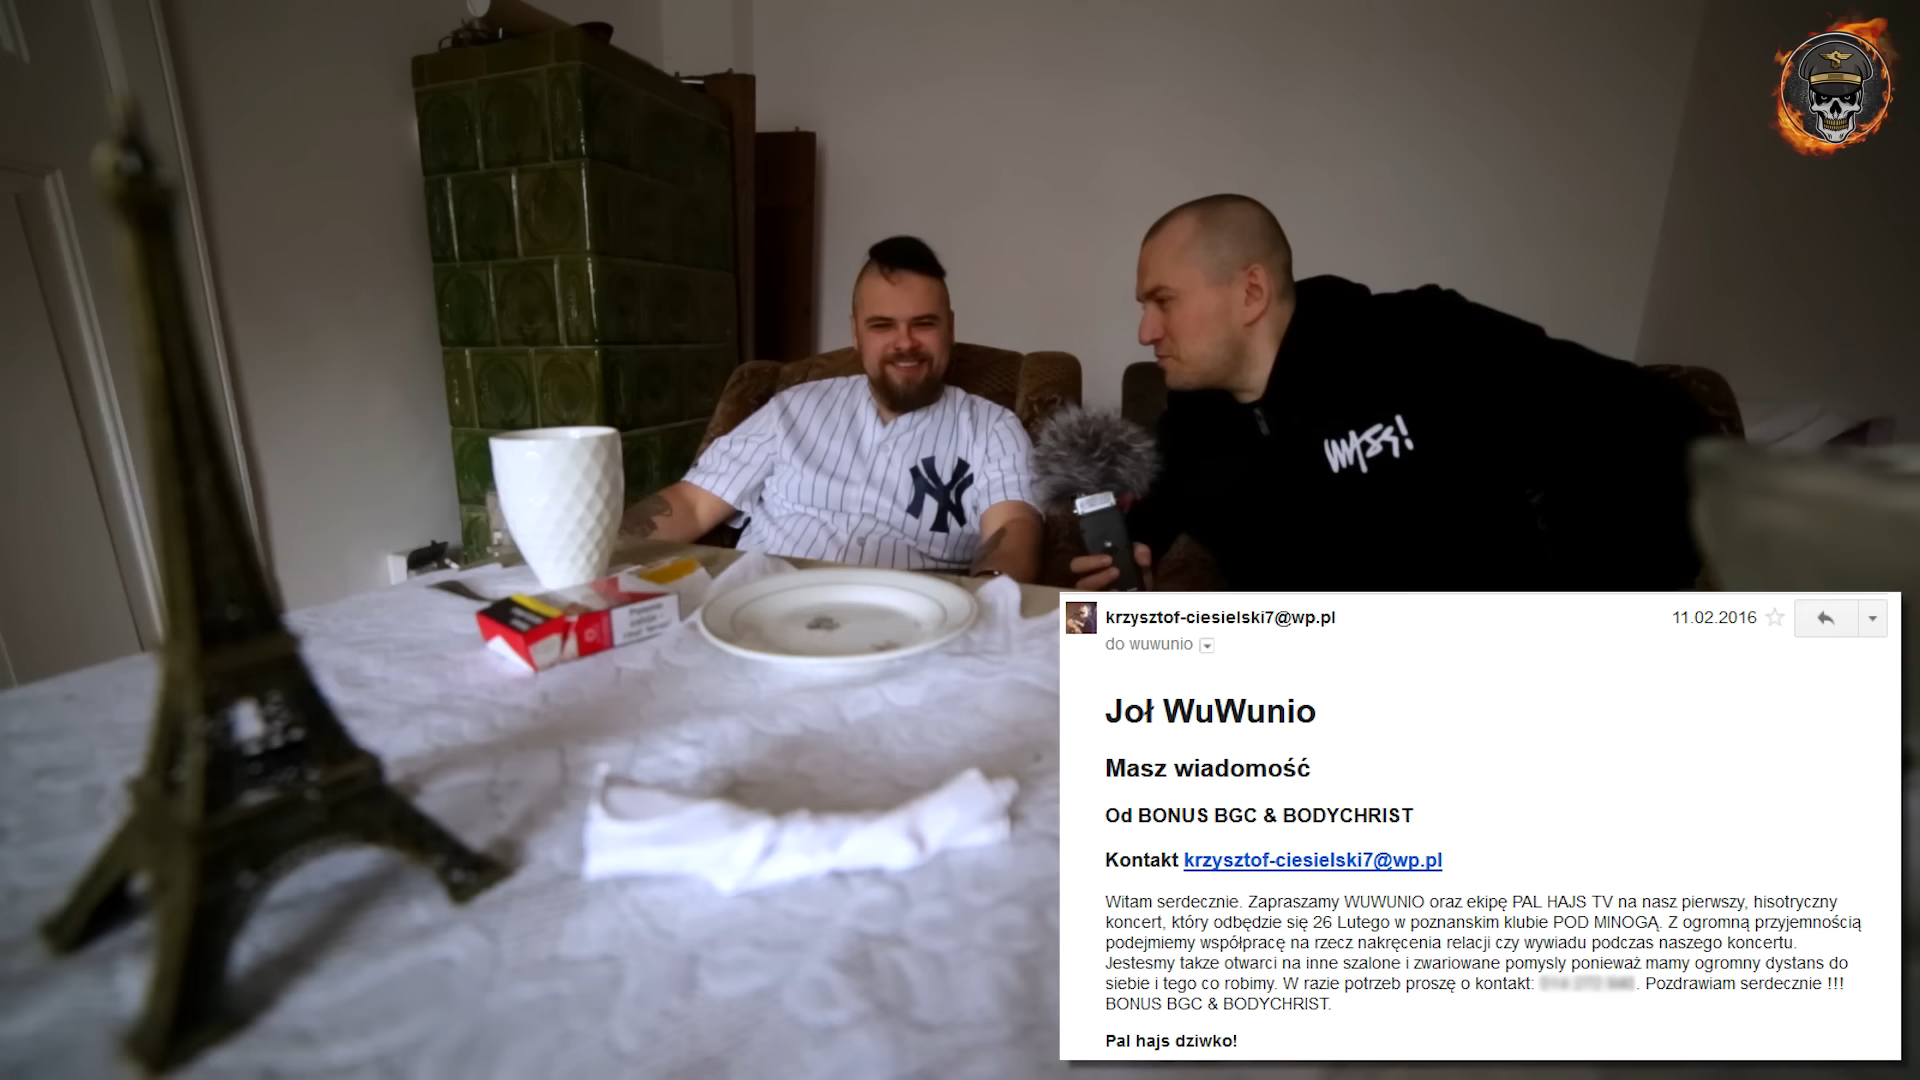 NY
krzysztof-ciesielski7@wp.pl
11.02.2016
do wuwunio
Joł WuWunio
Masz wiadomość
Od BONUS BGC & BODYCHRIST
Kontakt krzysztof-ciesielski7@wp.pl
Witam serdecznie. Zapraszamy WUWUNIO oraz ekipę PAL HAJS TV na nasz pierwszy, hisotryczny
koncert, który odbędzie się 26 Lutego w poznanskim klubie POD MINOGĄ. Z ogromną przyjemnością
podejmiemy współpracę na rzecz nakręcenia relacji czy wywiadu podczas naszego koncertu.
Jestesmy takze otwarci na inne szalone i zwariowane pomysly ponieważ mamy ogromny dystans do
siebie i tego co robimy. W razie potrzeb proszę o kontakt: . Pozdrawiam serdecznie !!!
BONUS BGC & BODYCHRIST.
Pal hajs dziwko!